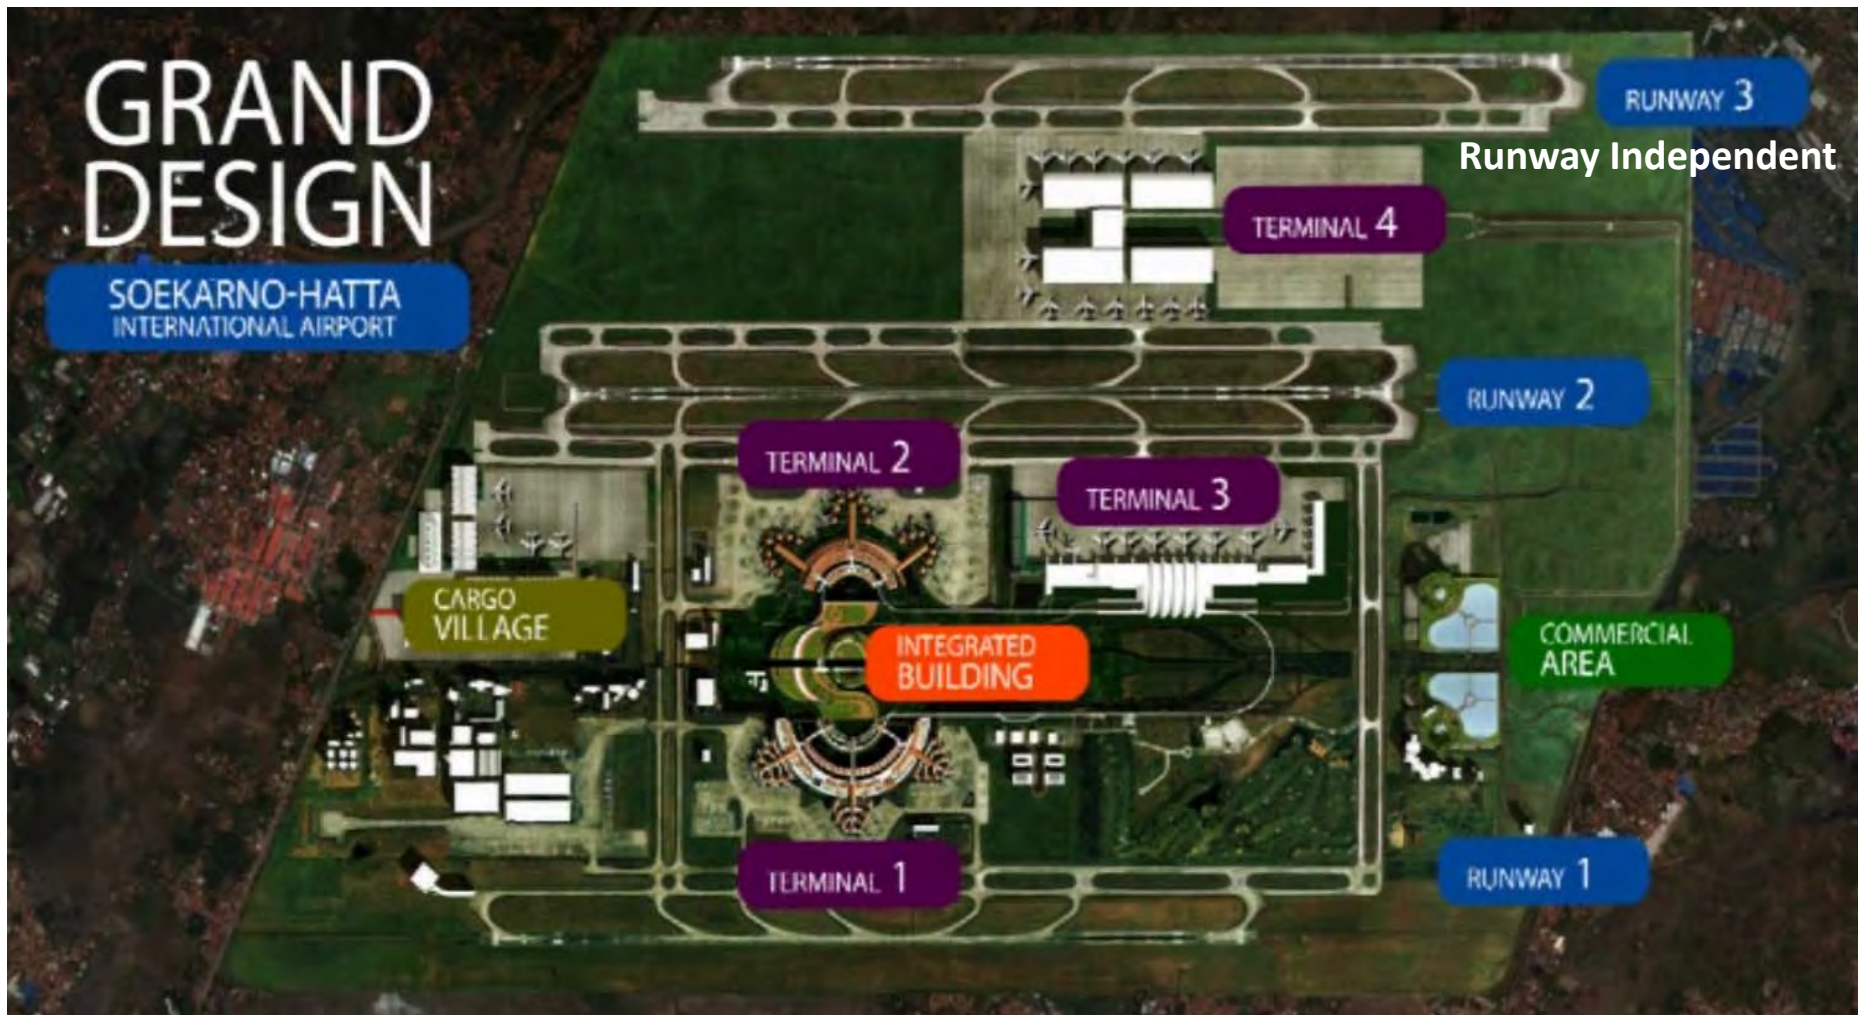 GRAND
DESIGN
SOEKARNO-HATTA
INTERNATIONAL AIRPORT
RUNWAY 3
Runway Independent
TERMINAL 4
RUNWAY 2
TERMINAL 2
TERMINAL 3
CARGO
VILLAGE
INTEGRATED
BUILDING
COMMERCIAL
AREA
TERMINAL 1
RUNWAY 1